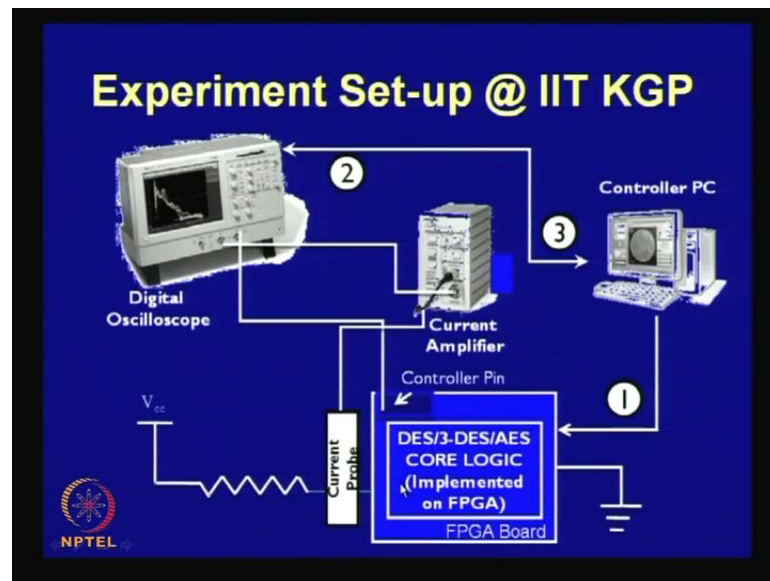 Experiment Set-up @ IIT KGP
2
Controller PC
3
Digital
Oscilloscope
Current
Amplifier
Controller Pin
1
Vcc
Current
Probe
DES/3-DES/AES
CORE LOGIC
(Implemented
on FPGA)
FPGA Board
NPTEL